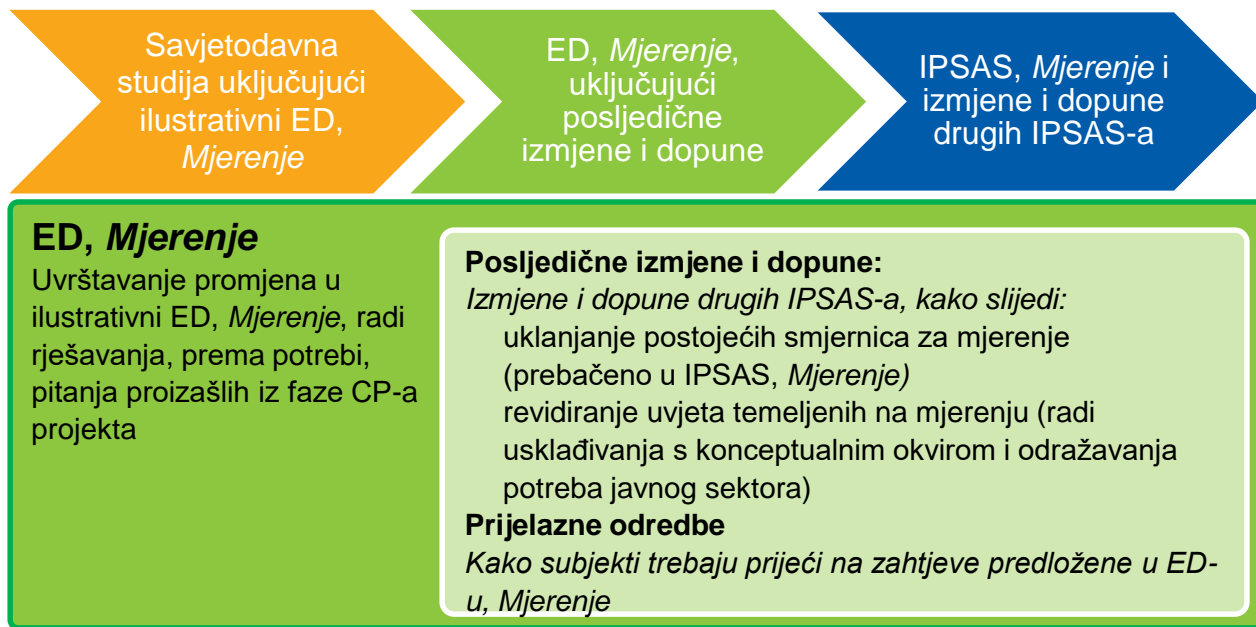 Savjetodavna
studija uključujući
ilustrativni ED,
Mjerenje
ED, Mjerenje,
uključujući
posljedične
izmjene i dopune
IPSAS, Mjerenje i
izmjene i dopune
drugih IPSAS-a
ED, Mjerenje
Uvrštavanje promjena u
ilustrativni ED, Mjerenje, radi
rješavanja, prema potrebi,
pitanja proizašlih iz faze CP-a
projekta
Posljedične izmjene i dopune:
Izmjene i dopune drugih IPSAS-a, kako slijedi:
uklanjanje postojećih smjernica za mjerenje
(prebačeno u IPSAS, Mjerenje)
revidiranje uvjeta temeljenih na mjerenju (radi
usklađivanja s konceptualnim okvirom i odražavanja
potreba javnog sektora)
Prijelazne odredbe
Kako subjekti trebaju prijeći na zahtjeve predložene u ED-
u, Mjerenje